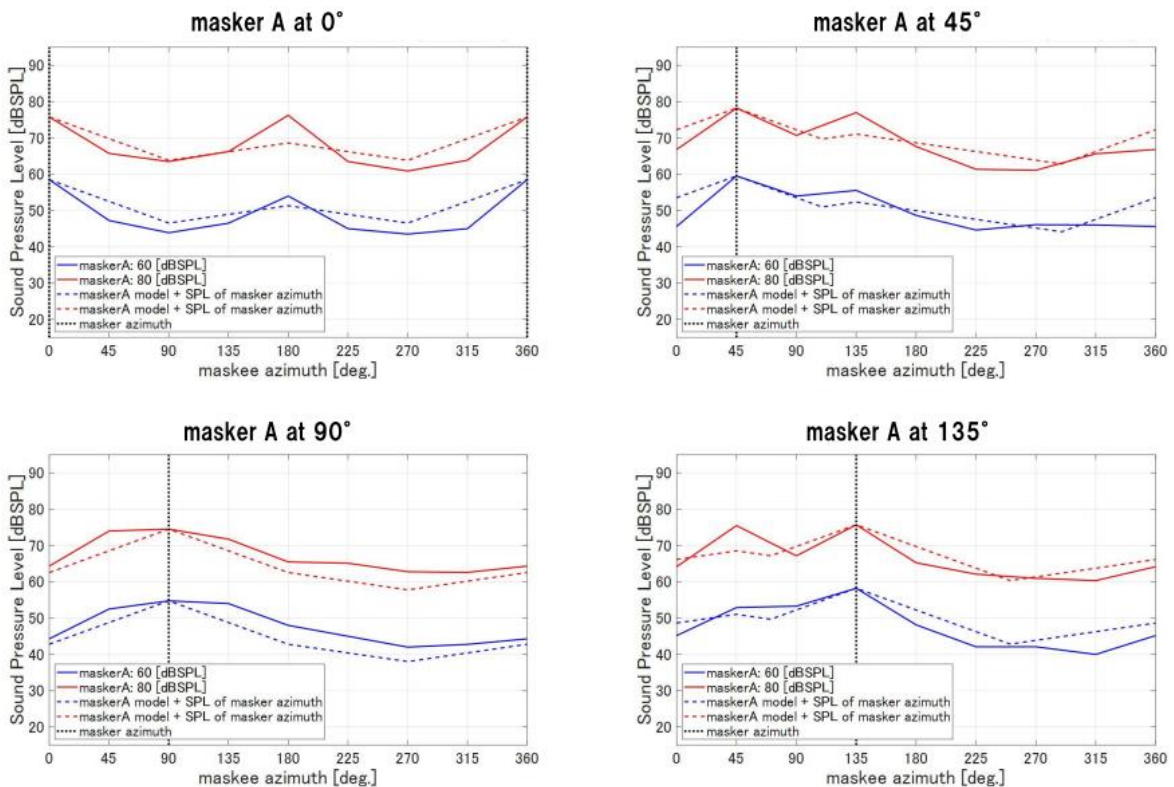 masker A at 0°
Sound Pressure Level [dBSPL]
90
80
70
60
50
40
30
20
maskerA: 60 [dBSPL]
maskerA: 80 [dBSPL]
maskerA model + SPL of masker azimuth
maskerA model + SPL of masker azimuth
masker azimuth
0 45 90 135 180 225 270 315 360
maskee azimuth [deg.]
masker A at 45°
Sound Pressure Level [dBSPL]
90
80
70
60
50
40
30
20
maskerA: 60 [dBSPL]
maskerA: 80 [dBSPL]
maskerA model + SPL of masker azimuth
maskerA model + SPL of masker azimuth
masker azimuth
0 45 90 135 180 225 270 315 360
maskee azimuth [deg.]
masker A at 90°
Sound Pressure Level [dBSPL]
90
80
70
60
50
40
30
20
maskerA: 60 [dBSPL]
maskerA: 80 [dBSPL]
maskerA model + SPL of masker azimuth
maskerA model + SPL of masker azimuth
masker azimuth
0 45 90 135 180 225 270 315 360
maskee azimuth [deg.]
masker A at 135°
Sound Pressure Level [dBSPL]
90
80
70
60
50
40
30
20
maskerA: 60 [dBSPL]
maskerA: 80 [dBSPL]
maskerA model + SPL of masker azimuth
maskerA model + SPL of masker azimuth
masker azimuth
0 45 90 135 180 225 270 315 360
maskee azimuth [deg.]